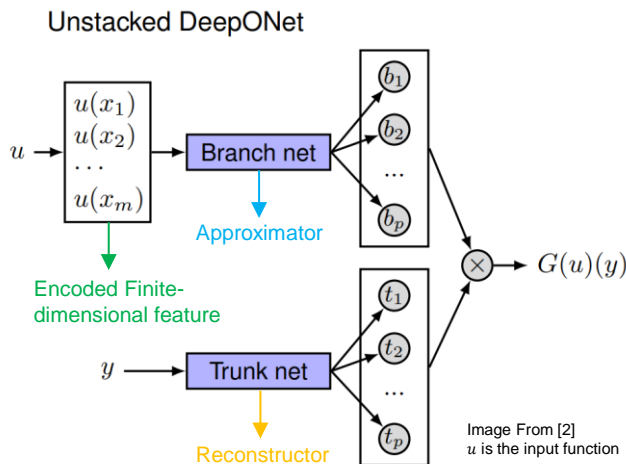 Unstacked DeepONet
u
u(x₁)
u(x₂)
...
u(xₘ)
Branch net
b₁
b₂
...
bₚ
Approximator
Encoded Finite-
dimensional feature
×
G(u)(y)
y
Trunk net
t₁
t₂
...
tₚ
Reconstructor
Image From [2]
u is the input function